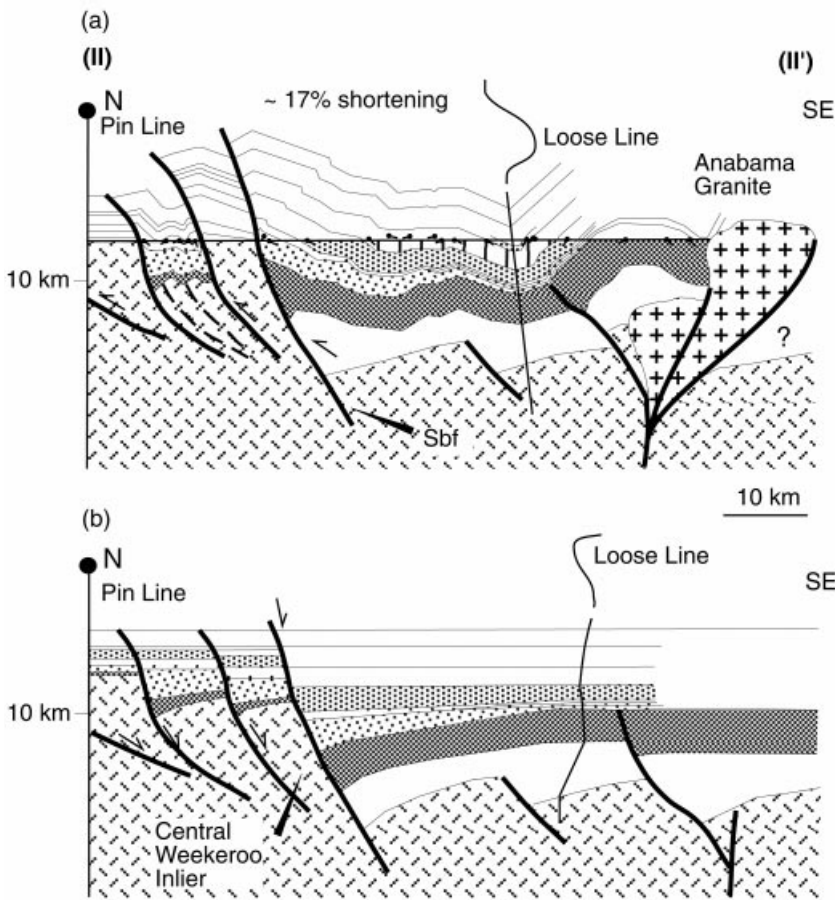 (a)
(II)
(II')
N
~ 17% shortening
SE
Pin Line
Loose Line
Anabama
Granite
10 km
?
Sbf
10 km
(b)
N
Loose Line
SE
Pin Line
10 km
Central
Weekeroo
Inlier